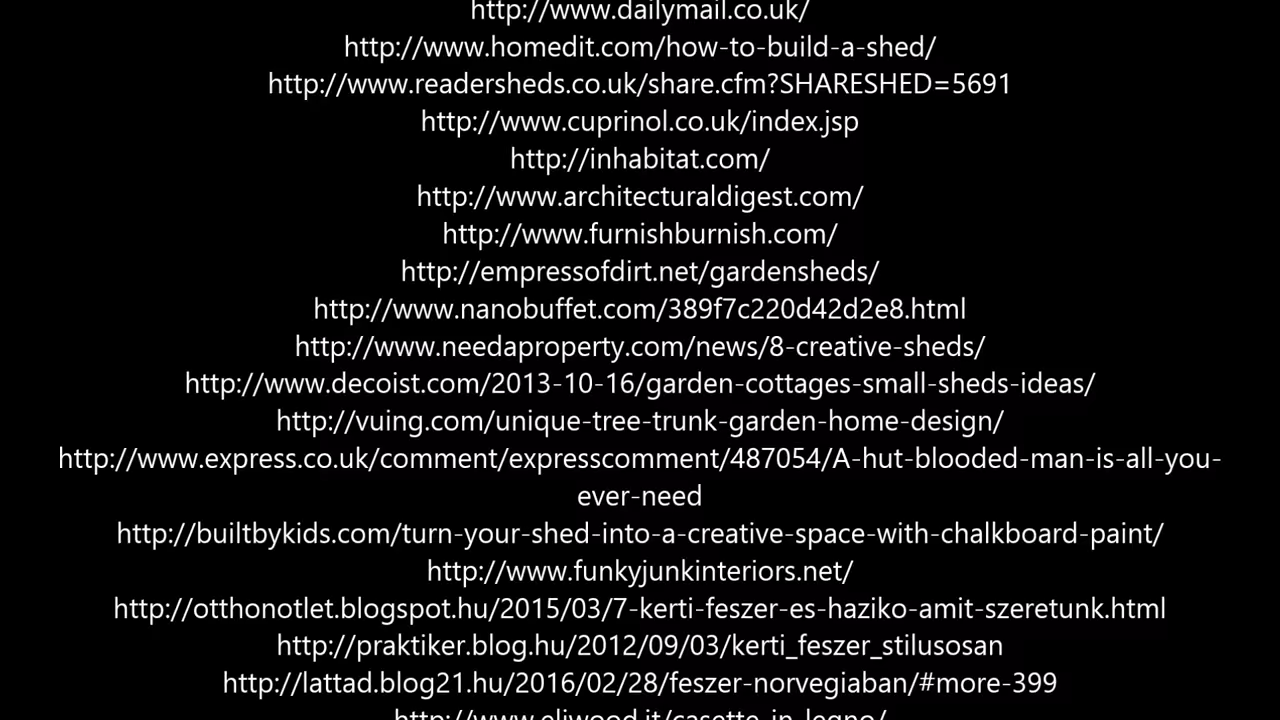 http://www.dailymail.co.uk/
http://www.homedit.com/how-to-build-a-shed/
http://www.readersheds.co.uk/share.cfm?SHARESHED=5691
http://www.cuprinol.co.uk/index.jsp
http://inhabitat.com/
http://www.architecturaldigest.com/
http://www.furnishburnish.com/
http://empressofdirt.net/gardensheds/
http://www.nanobuffet.com/389f7c220d42d2e8.html
http://www.needaproperty.com/news/8-creative-sheds/
http://www.decoist.com/2013-10-16/garden-cottages-small-sheds-ideas/
http://vuing.com/unique-tree-trunk-garden-home-design/
http://www.express.co.uk/comment/expresscomment/487054/A-hut-blooded-man-is-all-you-
ever-need
http://builtbykids.com/turn-your-shed-into-a-creative-space-with-chalkboard-paint/
http://www.funkyjunkinteriors.net/
http://otthonotlet.blogspot.hu/2015/03/7-kerti-feszer-es-haziko-amit-szeretunk.html
http://praktiker.blog.hu/2012/09/03/kerti_feszer_stilusosan
http://lattad.blog21.hu/2016/02/28/feszer-norvegiaban/#more-399
http://www.eliwood.it/casette-in-legno/